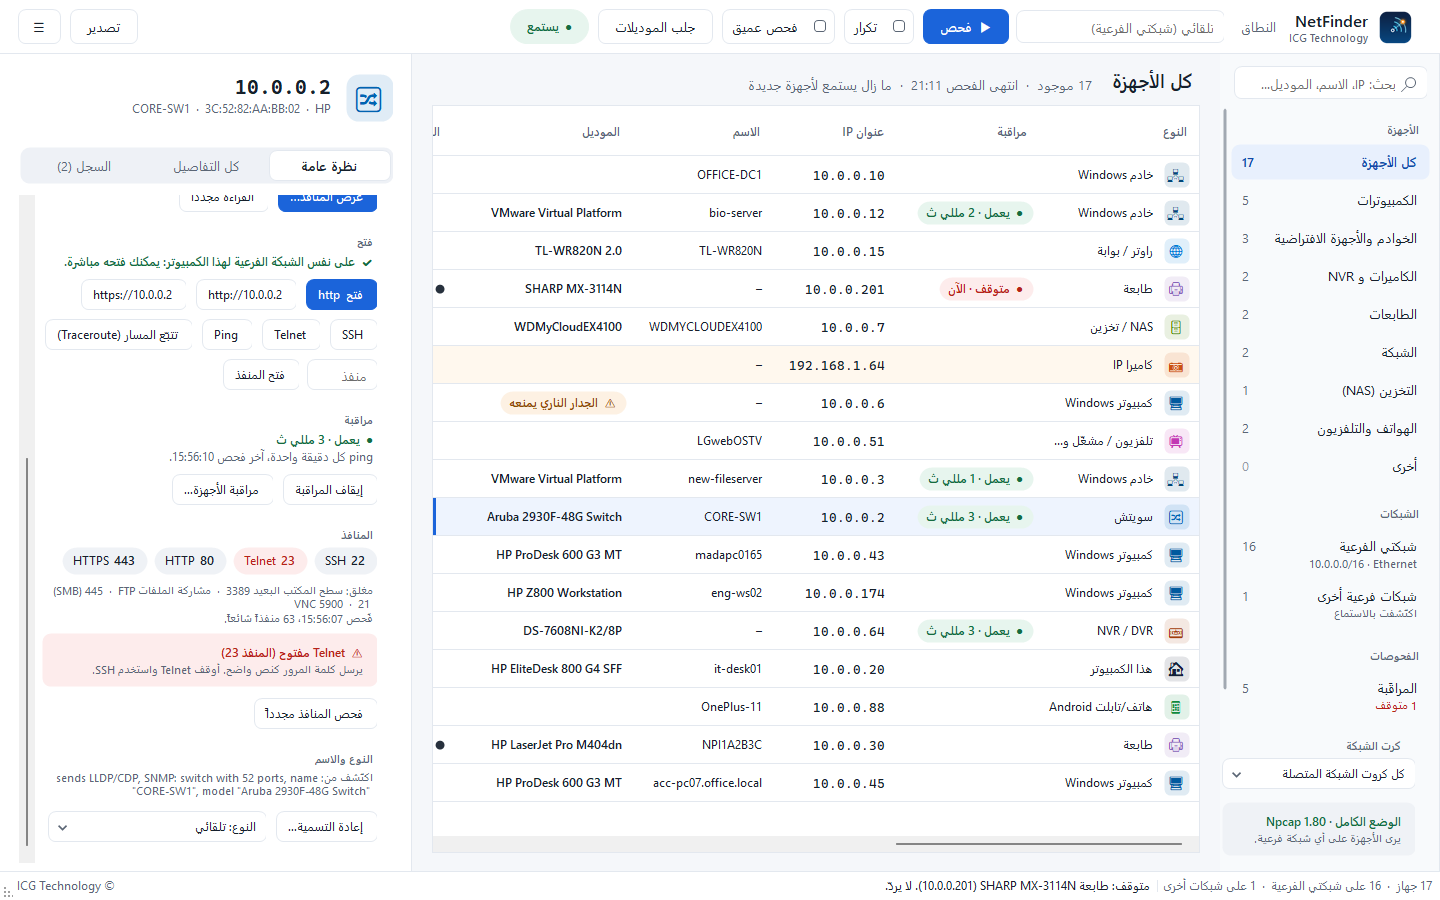 NetFinder
ICG Technology
النطاق
تلقائي (شبكتي الفرعية)
فحص
تكرار
فحص عميق
جلب الموديلات
● يستمع
تصدير
☰
بحث: IP، الاسم، الموديل...
الأجهزة
كل الأجهزة 17
الكمبيوترات 5
الخوادم والأجهزة الافتراضية 3
الكاميرات و NVR 2
الطابعات 2
الشبكة 2
التخزين (NAS) 1
الهواتف والتلفزيون 2
أخرى 0
الشبكات
شبكتي الفرعية 16
10.0.0.0/16 · Ethernet
شبكات فرعية أخرى 1
اكتُشفت بالاستماع
الفحوصات
المراقَبة 5
1 متوقف
كرت الشبكة
كل كروت الشبكة المتصلة
الوضع الكامل · Npcap 1.80
يرى الأجهزة على أي شبكة فرعية.
كل الأجهزة
17 موجود · انتهى الفحص 21:11 · ما زال يستمع لأجهزة جديدة
النوع مراقبة عنوان IP الاسم الموديل
خادم Windows 10.0.0.10 OFFICE-DC1
خادم Windows ● يعمل · 2 مللي ث 10.0.0.12 bio-server VMware Virtual Platform
راوتر / بوابة 10.0.0.15 TL-WR820N TL-WR820N 2.0
طابعة ● متوقف · الآن 10.0.0.201 – SHARP MX-3114N
NAS / تخزين 10.0.0.7 WDMYCLOUDEX4100 WDMyCloudEX4100
كاميرا IP 192.168.1.64 –
كمبيوتر Windows 10.0.0.6 – ⚠ الجدار الناري يمنعه
تلفزيون / مشغّل و... 10.0.0.51 LGwebOSTV
خادم Windows ● يعمل · 1 مللي ث 10.0.0.3 new-fileserver VMware Virtual Platform
سويتش ● يعمل · 3 مللي ث 10.0.0.2 CORE-SW1 Aruba 2930F-48G Switch
كمبيوتر Windows 10.0.0.43 madapc0165 HP ProDesk 600 G3 MT
كمبيوتر Windows 10.0.0.174 eng-ws02 HP Z800 Workstation
NVR / DVR ● يعمل · 3 مللي ث 10.0.0.64 – DS-7608NI-K2/8P
هذا الكمبيوتر 10.0.0.20 it-desk01 HP EliteDesk 800 G4 SFF
هاتف/تابلت Android 10.0.0.88 OnePlus-11
طابعة 10.0.0.30 NPI1A2B3C HP LaserJet Pro M404dn
كمبيوتر Windows 10.0.0.45 acc-pc07.office.local HP ProDesk 600 G3 MT
10.0.0.2
CORE-SW1 · 3C:52:82:AA:BB:02 · HP
نظرة عامة
كل التفاصيل
السجل (2)
عرض المنافذ...
القراءة مجدداً
فتح
✔ على نفس الشبكة الفرعية لهذا الكمبيوتر: يمكنك فتحه مباشرة.
فتح http
http://10.0.0.2
https://10.0.0.2
SSH
Telnet
Ping
تتبّع المسار (Traceroute)
منفذ
فتح المنفذ
مراقبة
● يعمل · 3 مللي ث
ping كل دقيقة واحدة، آخر فحص 15:56:10.
إيقاف المراقبة
مراقبة الأجهزة...
المنافذ
SSH 22
Telnet 23
HTTP 80
HTTPS 443
مغلق: سطح المكتب البعيد 3389 · مشاركة الملفات (SMB) 445 · FTP
21 · VNC 5900
فُحص 15:56:07، 63 منفذاً شائعاً.
⚠ Telnet مفتوح (المنفذ 23)
يرسل كلمة المرور كنص واضح. أوقف Telnet واستخدم SSH.
فحص المنافذ مجدداً
النوع والاسم
اكتُشف من: sends LLDP/CDP, SNMP: switch with 52 ports, name
"CORE-SW1", model "Aruba 2930F-48G Switch"
إعادة التسمية...
النوع: تلقائي
17 جهاز · 16 على شبكتي الفرعية · 1 على شبكات أخرى
متوقف: طابعة SHARP MX-3114N (10.0.0.201). لا يردّ.
ICG Technology ©